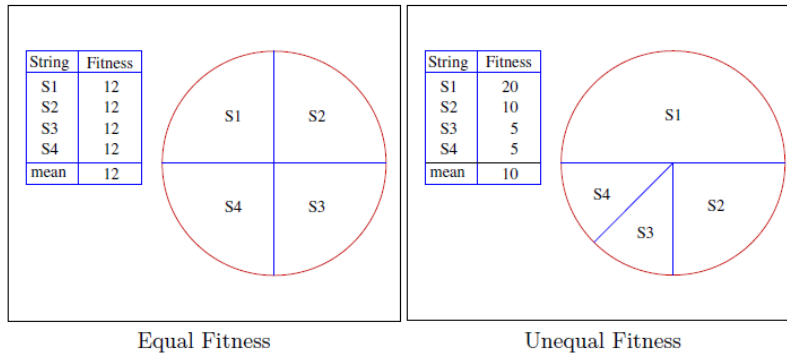 String Fitness
S1 12
S2 12
S3 12
S4 12
mean 12
S1 S2
S4 S3
Equal Fitness
String Fitness
S1 20
S2 10
S3 5
S4 5
mean 10
S1
S4 S3 S2
Unequal Fitness